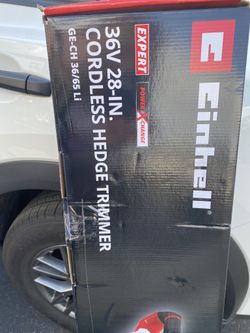 36V 28-IN.
CORDLESS HEDGE TRIMMER
GE-CH 36/65 Li
EXPERT
POWER X-CHANGE
Einhell